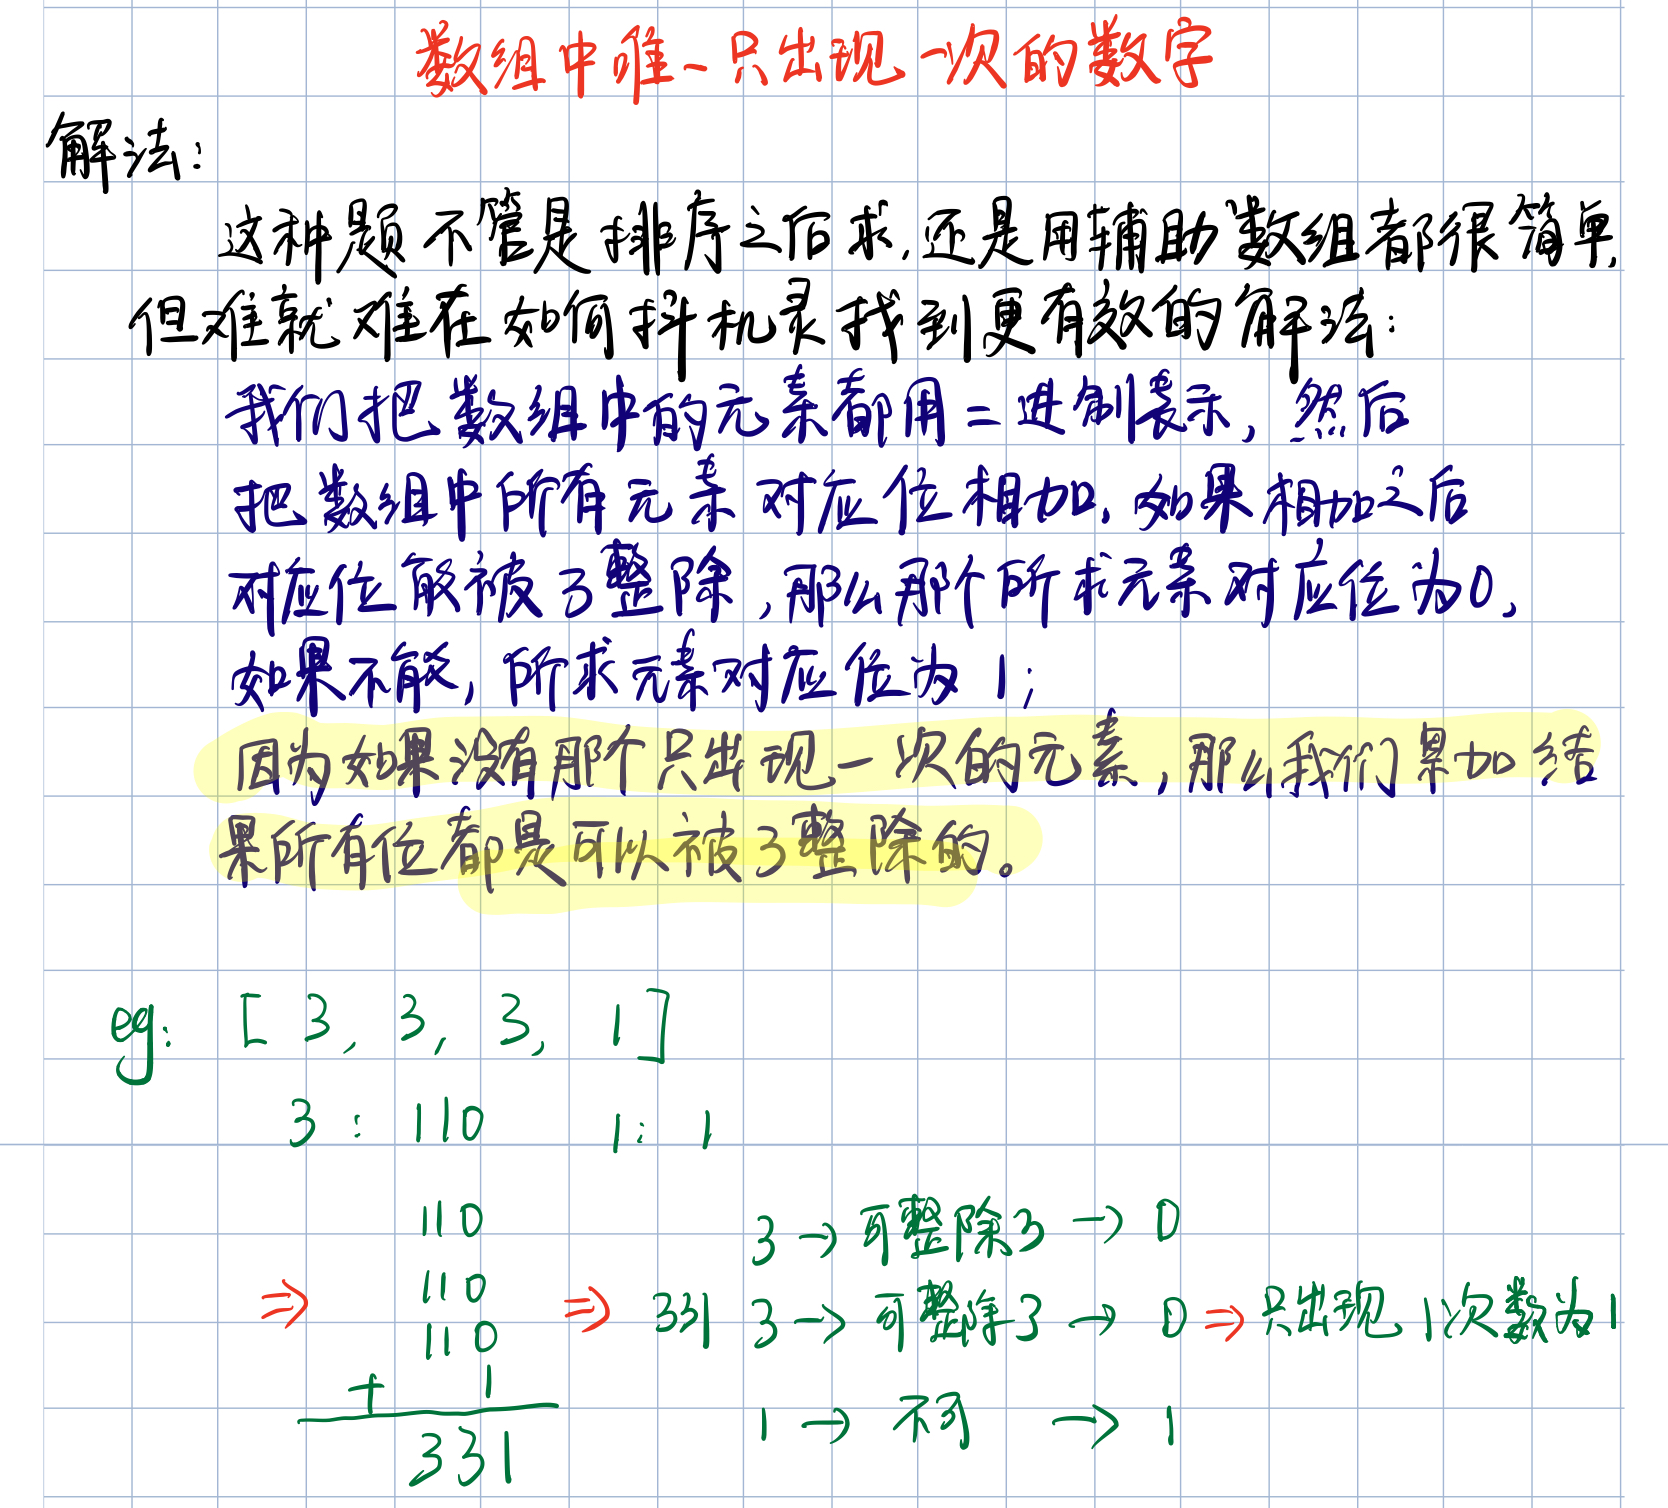 数组中唯一只出现一次的数字
解法:
这种题不管是排序之后求,还是用辅助数组都很简单,
但难就难在如何抖机灵找到更有效的解法:
我们把数组中的元素都用二进制表示,然后
把数组中所有元素对应位相加,如果相加之后
对应位能被3整除,那么那个所求元素对应位为0,
如果不能,所求元素对应位为1;
因为如果没有那个只出现一次的元素,那么我们累加结
果所有位都是可以被3整除的。
eg: [3, 3, 3, 1]
3: 110 1: 1
110
110
110
+ 1
331
⇒ ⇒ 331
3→可整除3→0
3→可整除3→0 ⇒ 只出现1次数为1
1→不可→1